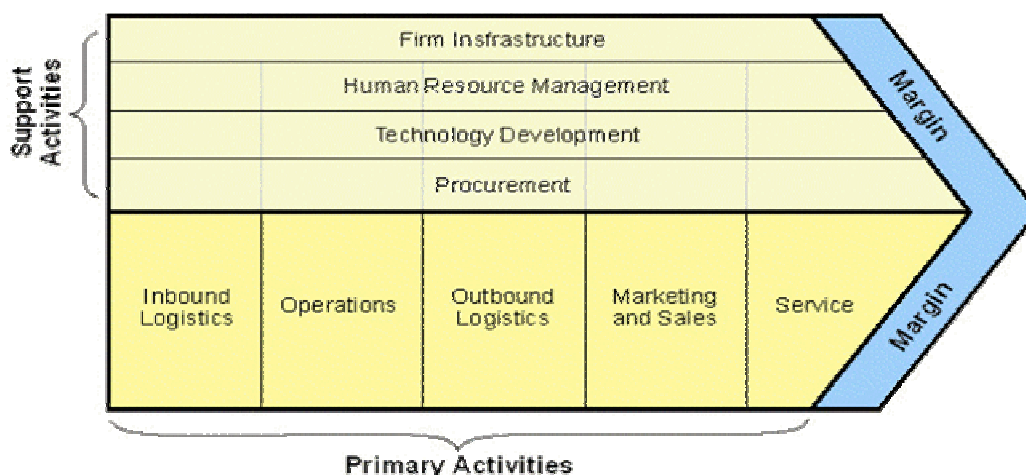 Support
Activities
Firm Insfrastructure
Human Resource Management
Technology Development
Procurement
Margin
Inbound
Logistics
Operations
Outbound
Logistics
Marketing
and Sales
Service
Margin
Primary Activities